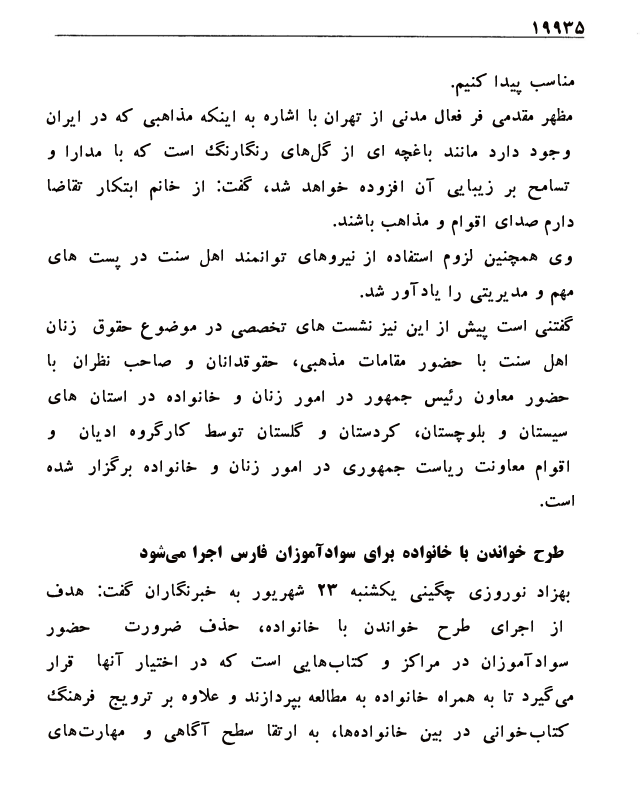 ۱۹۹۳۵
مناسب پیدا کنیم.
مظهر مقدمی فر فعال مدنی از تهران با اشاره به اینکه مذاهبی که در ایران
وجود دارد مانند باغچه ای از گل‌های رنگارنگ است که با مدارا و
تسامح بر زیبایی آن افزوده خواهد شد، گفت: از خانم ابتکار تقاضا
دارم صدای اقوام و مذاهب باشند.
وی همچنین لزوم استفاده از نیروهای توانمند اهل سنت در پست های
مهم و مدیریتی را یادآور شد.
گفتنی است پیش از این نیز نشست های تخصصی در موضوع حقوق زنان
اهل سنت با حضور مقامات مذهبی، حقوقدانان و صاحب نظران با
حضور معاون رئیس جمهور در امور زنان و خانواده در استان های
سیستان و بلوچستان، کردستان و گلستان توسط کارگروه ادیان و
اقوام معاونت ریاست جمهوری در امور زنان و خانواده برگزار شده
است.
طرح خواندن با خانواده برای سوادآموزان فارس اجرا می‌شود
بهزاد نوروزی چگینی یکشنبه ۲۳ شهریور به خبرنگاران گفت: هدف
از اجرای طرح خواندن با خانواده، حذف ضرورت حضور
سوادآموزان در مراکز و کتاب‌هایی است که در اختیار آنها قرار
می‌گیرد تا به همراه خانواده به مطالعه بپردازند و علاوه بر ترویج فرهنگ
کتاب‌خوانی در بین خانواده‌ها، به ارتقا سطح آگاهی و مهارت‌های